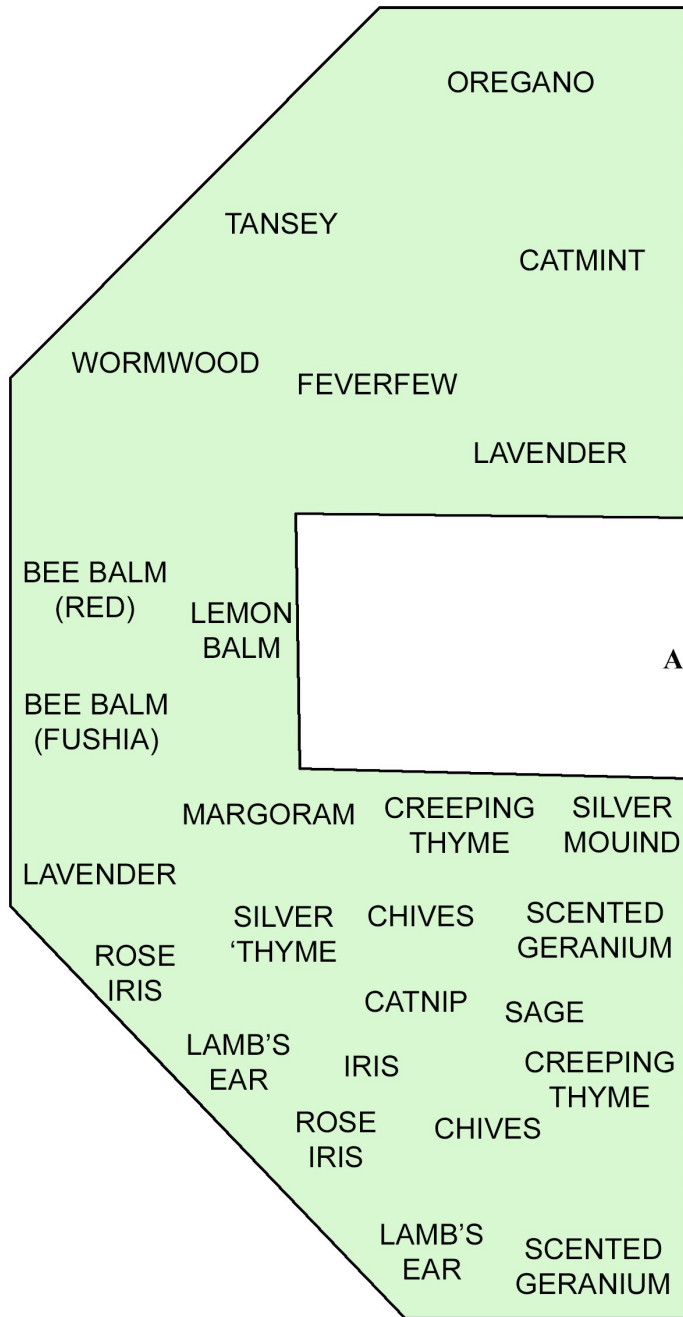 OREGANO
TANSEY
CATMINT
WORMWOOD
FEVERFEW
LAVENDER
BEE BALM
(RED)
LEMON
BALM
A
BEE BALM
(FUSHIA)
MARGORAM
CREEPING
THYME
SILVER
MOUIND
LAVENDER
SILVER
‘THYME
CHIVES
SCENTED
GERANIUM
ROSE
IRIS
CATNIP
SAGE
LAMB’S
EAR
IRIS
CREEPING
THYME
ROSE
IRIS
CHIVES
LAMB’S
EAR
SCENTED
GERANIUM